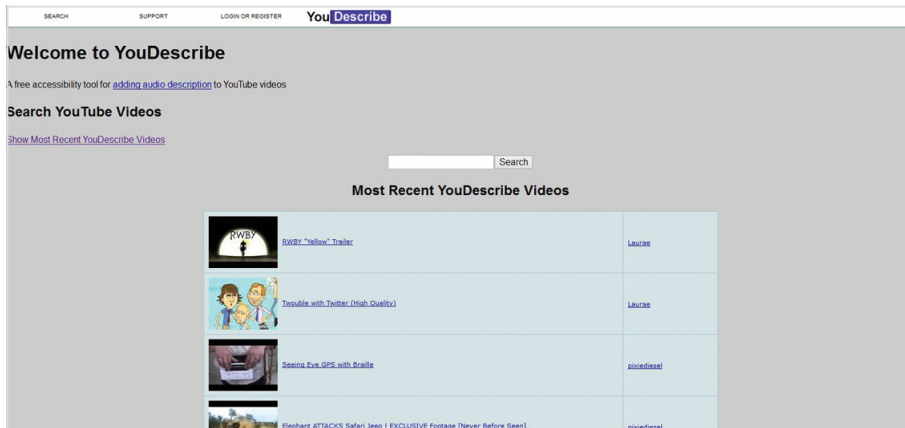 SEARCH SUPPORT LOGIN OR REGISTER You Describe
Welcome to YouDescribe
A free accessibility tool for adding audio description to YouTube videos
Search YouTube Videos
Show Most Recent YouDescribe Videos
Search
Most Recent YouDescribe Videos
RWBY
RWBY "Yellow" Trailer Laurae
Twouble with Twitter (High Quality) Laurae
Seeing Eye GPS with Braille pixiediesel
Elephant ATTACKS Safari Jeep | EXCLUSIVE Footage [Never Before Seen] pixiediesel